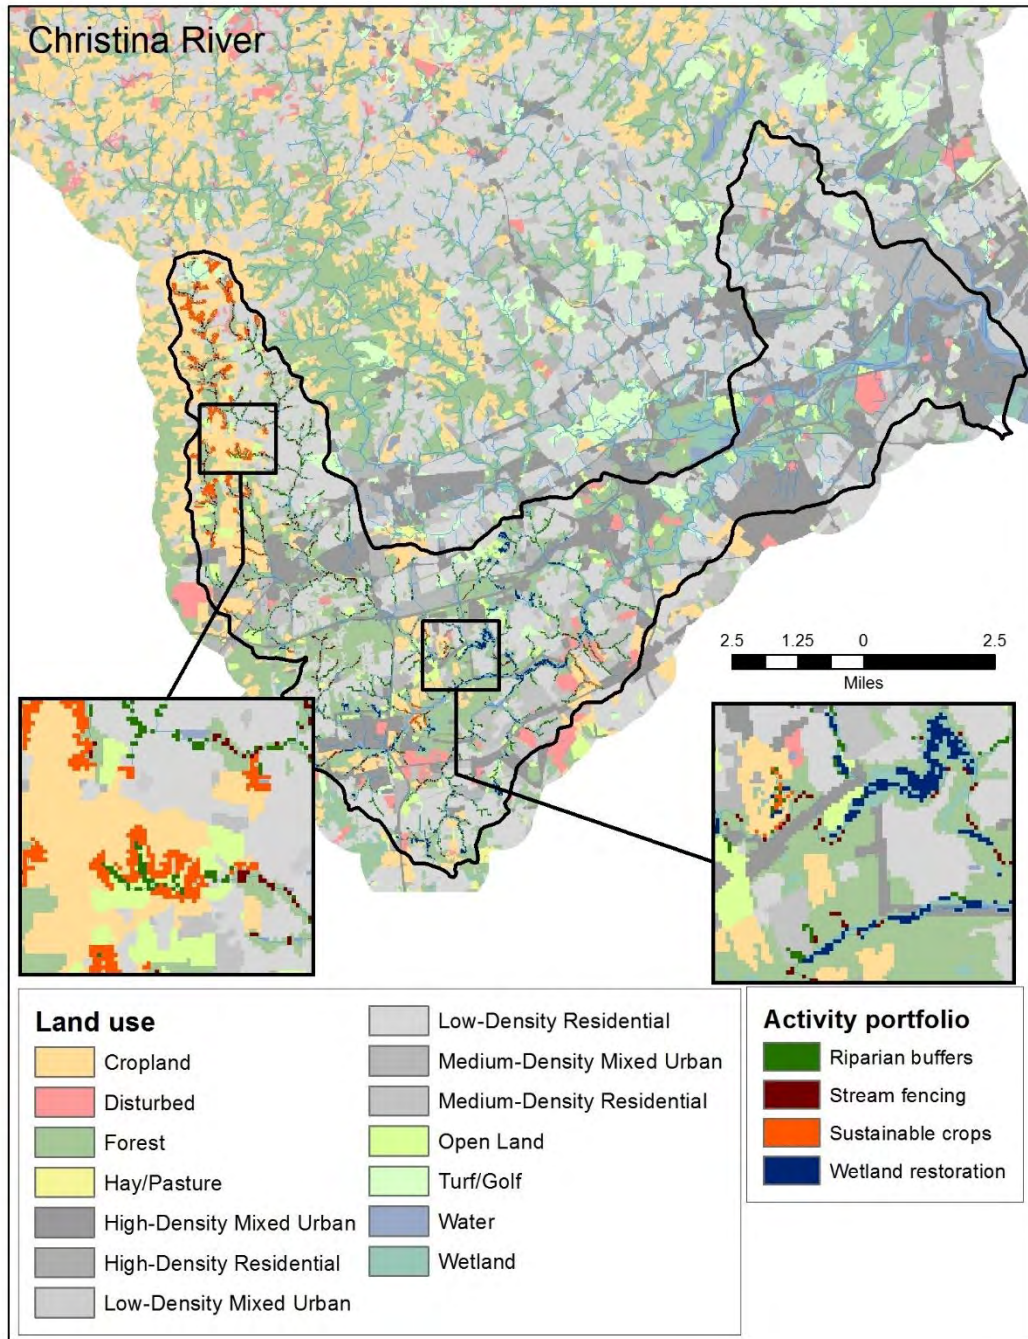 Christina River
2.5 1.25 0 2.5
Miles
Land use
Cropland
Disturbed
Forest
Hay/Pasture
High-Density Mixed Urban
High-Density Residential
Low-Density Mixed Urban
Low-Density Residential
Medium-Density Mixed Urban
Medium-Density Residential
Open Land
Turf/Golf
Water
Wetland
Activity portfolio
Riparian buffers
Stream fencing
Sustainable crops
Wetland restoration